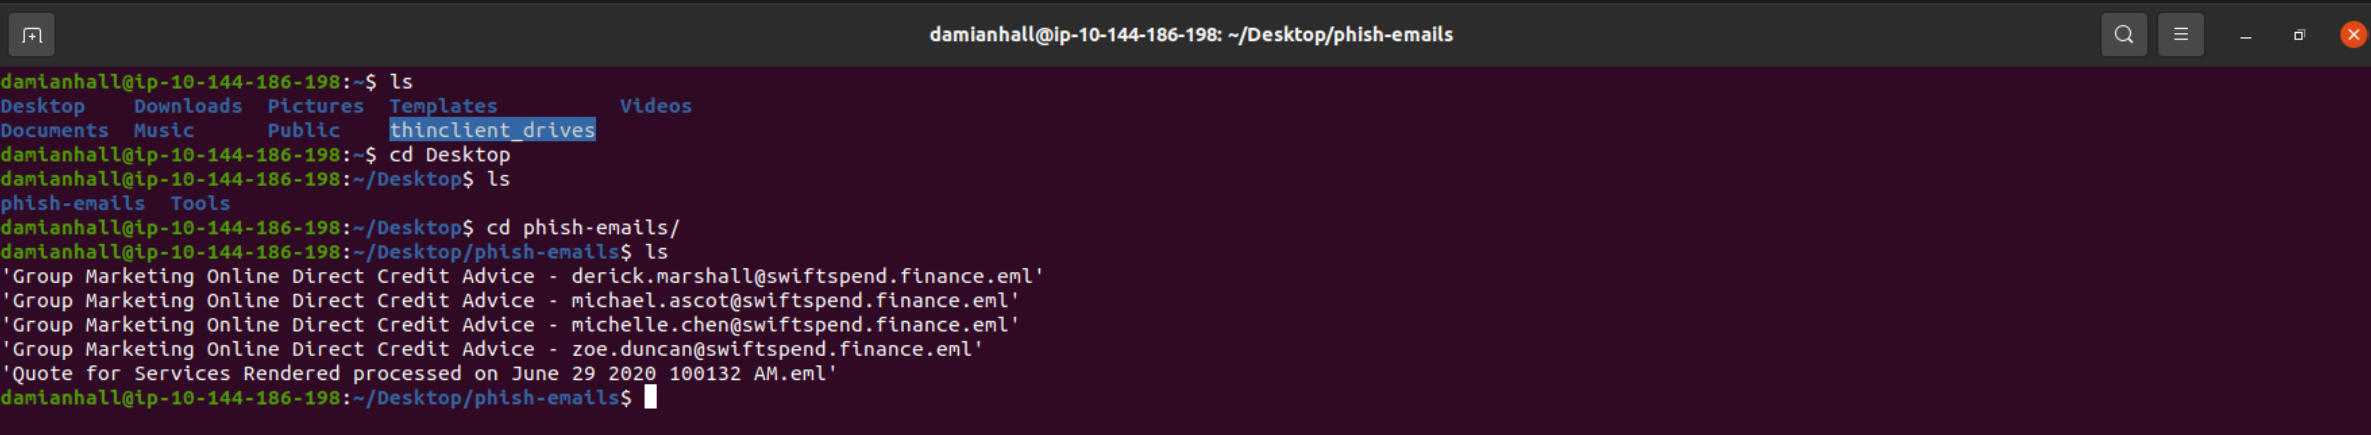 damianhall@ip-10-144-186-198: ~/Desktop/phish-emails
damianhall@ip-10-144-186-198:~$ ls
Desktop    Downloads  Pictures  Templates          Videos
Documents  Music      Public    thinclient_drives
damianhall@ip-10-144-186-198:~$ cd Desktop
damianhall@ip-10-144-186-198:~/Desktop$ ls
phish-emails  Tools
damianhall@ip-10-144-186-198:~/Desktop$ cd phish-emails/
damianhall@ip-10-144-186-198:~/Desktop/phish-emails$ ls
'Group Marketing Online Direct Credit Advice - derick.marshall@swiftspend.finance.eml'
'Group Marketing Online Direct Credit Advice - michael.ascot@swiftspend.finance.eml'
'Group Marketing Online Direct Credit Advice - michelle.chen@swiftspend.finance.eml'
'Group Marketing Online Direct Credit Advice - zoe.duncan@swiftspend.finance.eml'
'Quote for Services Rendered processed on June 29 2020 100132 AM.eml'
damianhall@ip-10-144-186-198:~/Desktop/phish-emails$